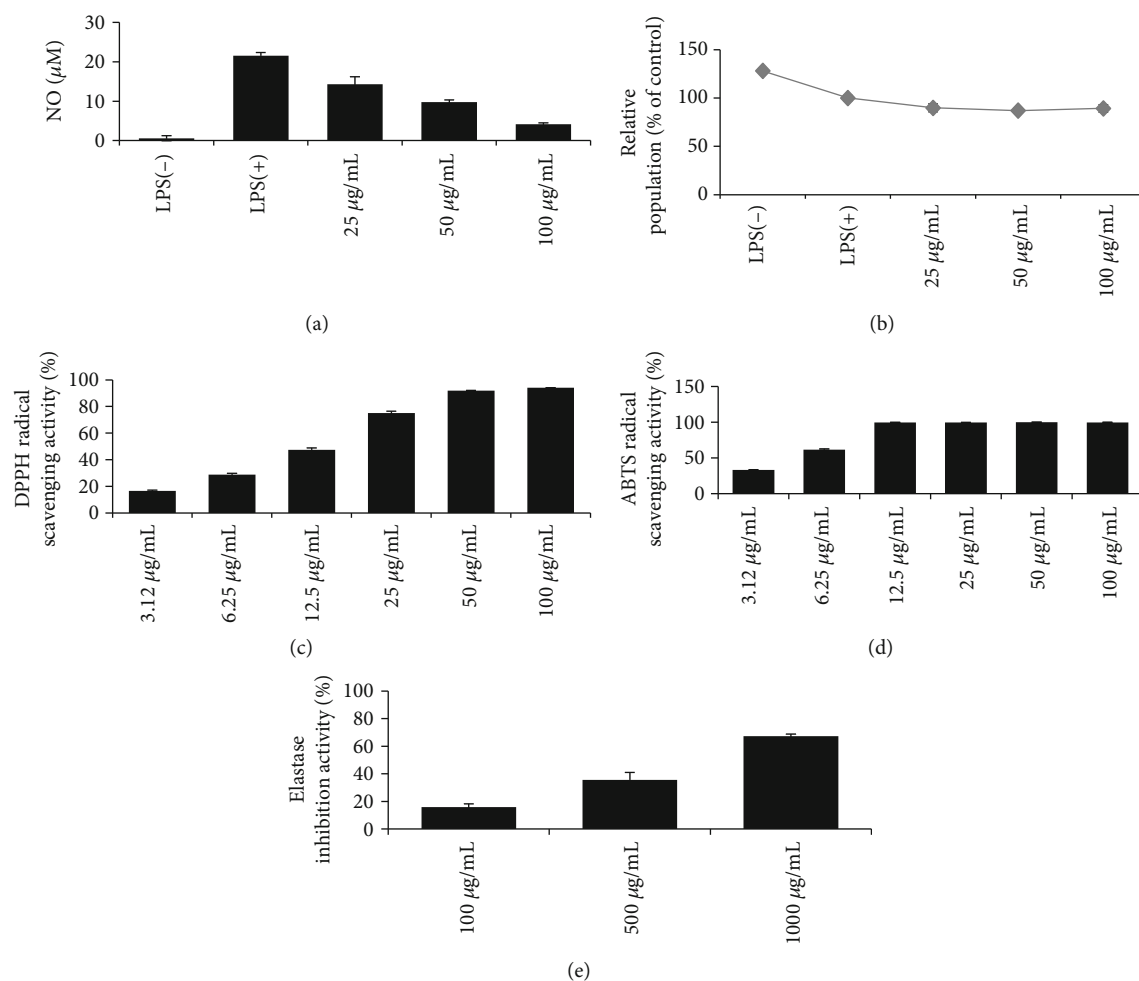 NO (μM)
30
20
10
0
LPS(−)
LPS(+)
25 μg/mL
50 μg/mL
100 μg/mL
(a)
Relative
population (% of control)
150
100
50
0
LPS(−)
LPS(+)
25 μg/mL
50 μg/mL
100 μg/mL
(b)
DPPH radical
scavenging activity (%)
100
80
60
40
20
0
3.12 μg/mL
6.25 μg/mL
12.5 μg/mL
25 μg/mL
50 μg/mL
100 μg/mL
(c)
ABTS radical
scavenging activity (%)
150
100
50
0
3.12 μg/mL
6.25 μg/mL
12.5 μg/mL
25 μg/mL
50 μg/mL
100 μg/mL
(d)
Elastase
inhibition activity (%)
100
80
60
40
20
0
100 μg/mL
500 μg/mL
1000 μg/mL
(e)